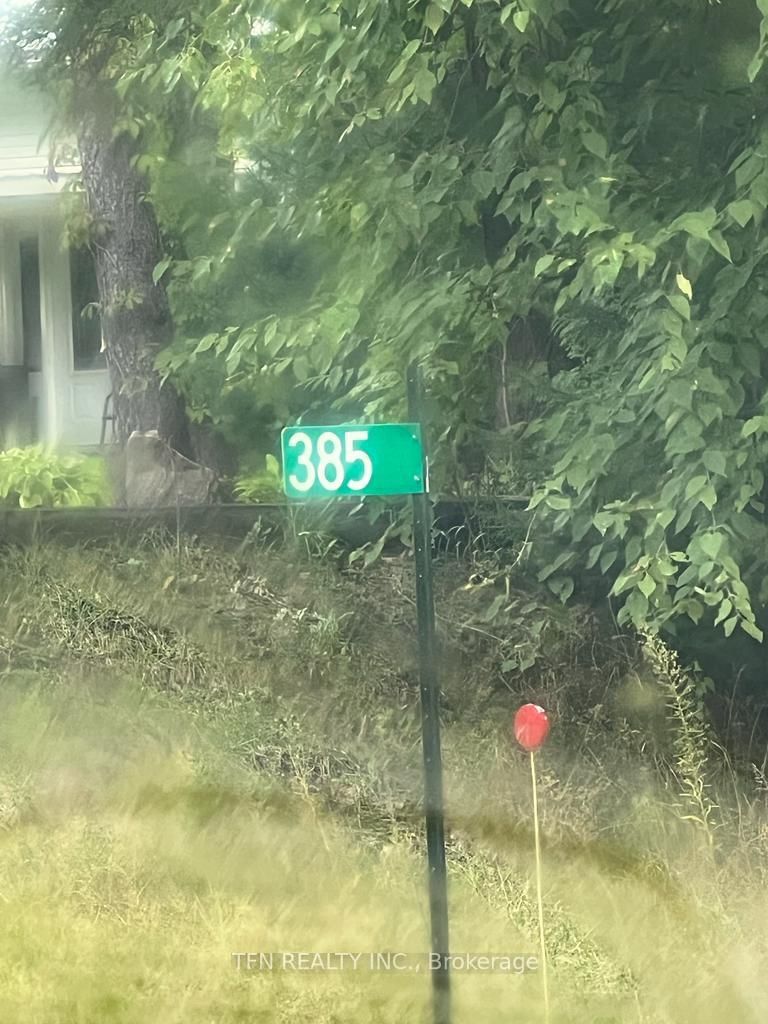 385
TFN REALTY INC., Brokerage